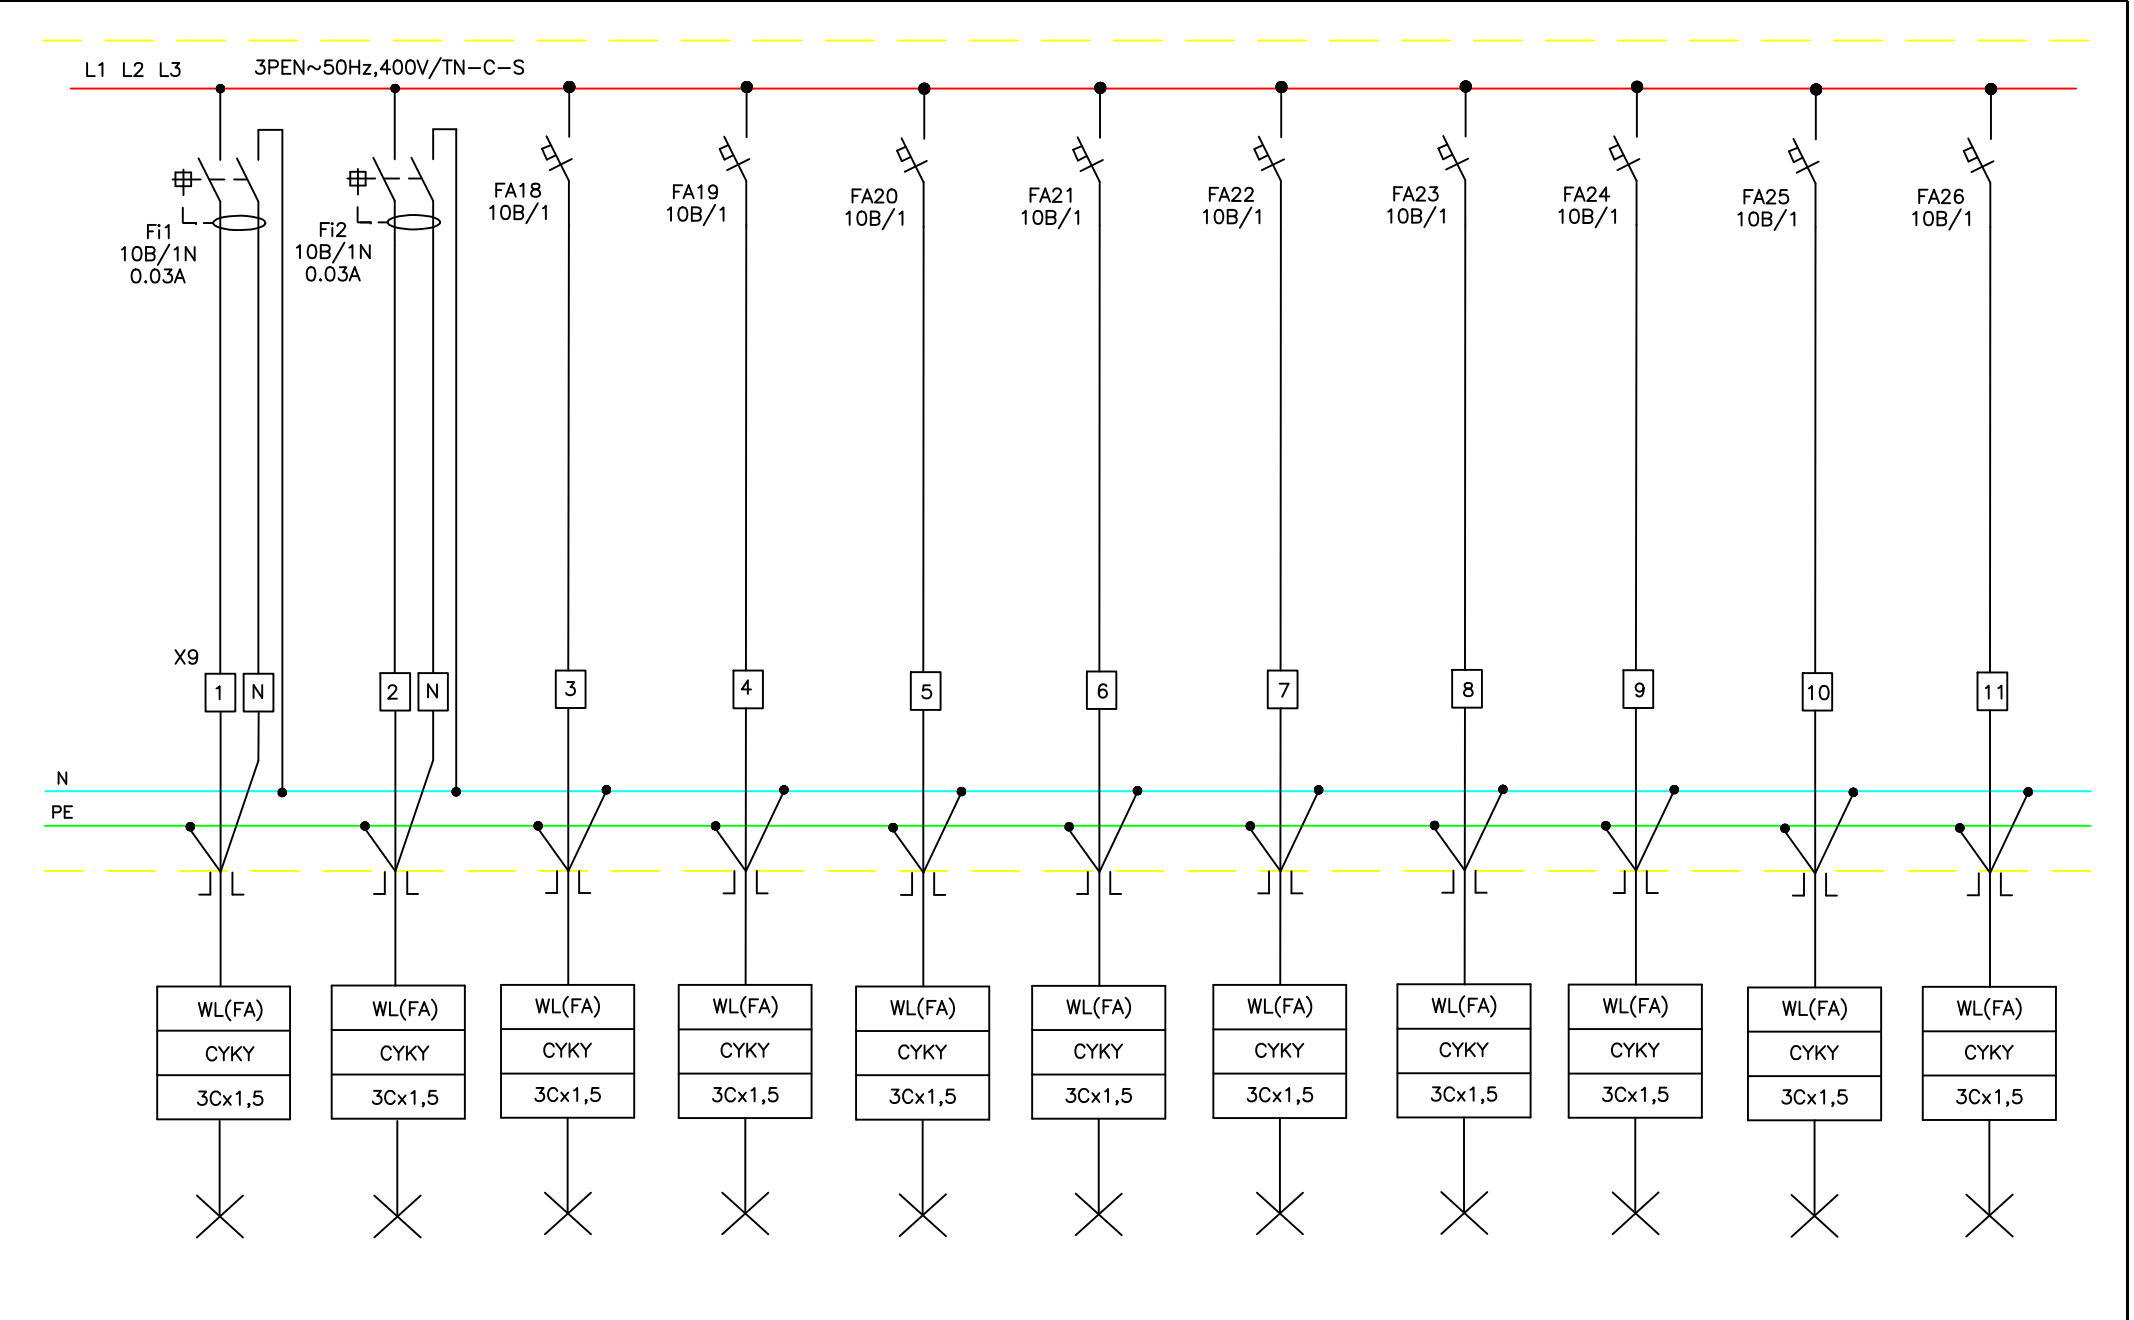 L1 L2 L3
3PEN~50Hz,400V/TN-C-S
Fi1
10B/1N
0.03A
Fi2
10B/1N
0.03A
FA18
10B/1
FA19
10B/1
FA20
10B/1
FA21
10B/1
FA22
10B/1
FA23
10B/1
FA24
10B/1
FA25
10B/1
FA26
10B/1
X9
1
N
2
N
3
4
5
6
7
8
9
10
11
N
PE
WL(FA)
CYKY
3Cx1,5
WL(FA)
CYKY
3Cx1,5
WL(FA)
CYKY
3Cx1,5
WL(FA)
CYKY
3Cx1,5
WL(FA)
CYKY
3Cx1,5
WL(FA)
CYKY
3Cx1,5
WL(FA)
CYKY
3Cx1,5
WL(FA)
CYKY
3Cx1,5
WL(FA)
CYKY
3Cx1,5
WL(FA)
CYKY
3Cx1,5
WL(FA)
CYKY
3Cx1,5